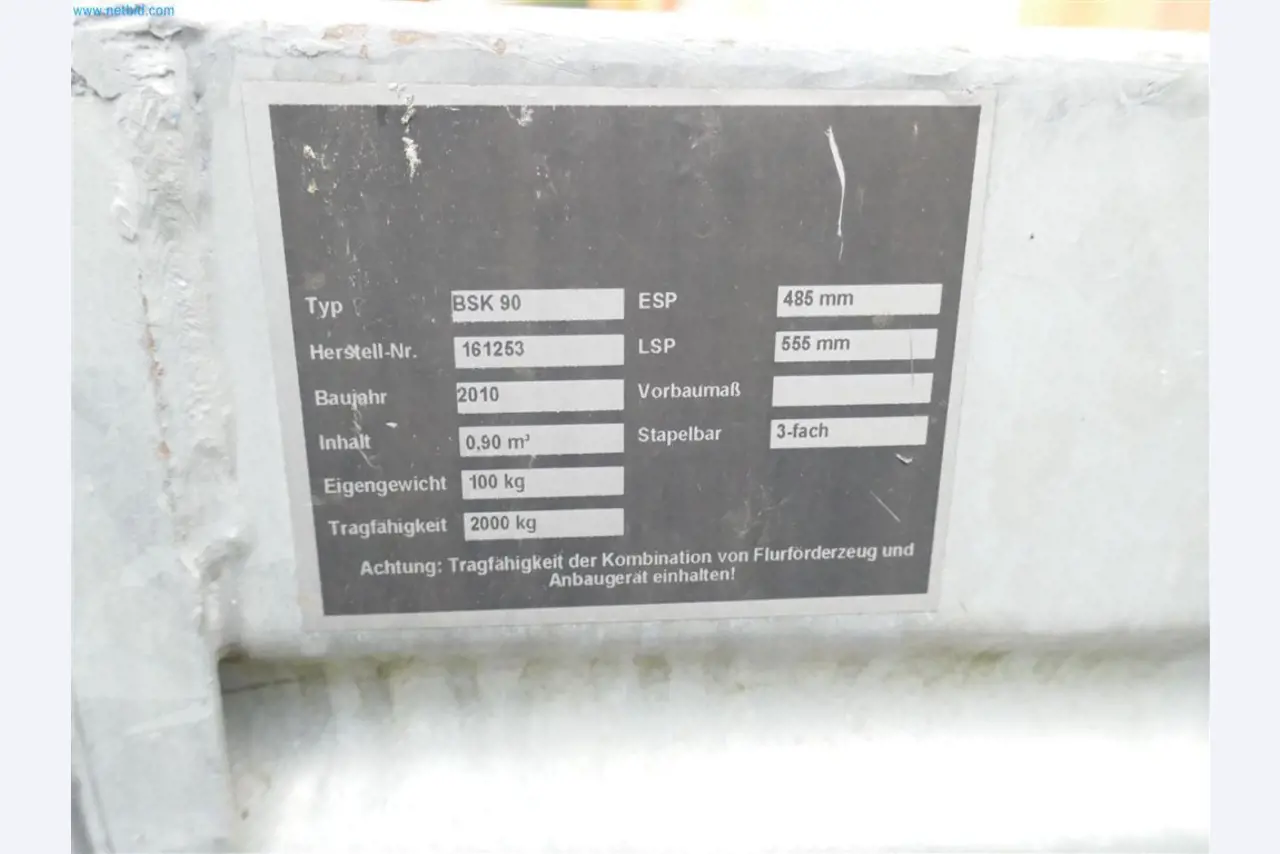 www.netbid.com
Typ BSK 90 ESP 485 mm
Herstell-Nr. 161253 LSP 555 mm
Baujahr 2010 Vorbaumaß
Inhalt 0,90 m³ Stapelbar 3-fach
Eigengewicht 100 kg
Tragfähigkeit 2000 kg
Achtung: Tragfähigkeit der Kombination von Flurförderzeug und
Anbaugerät einhalten!